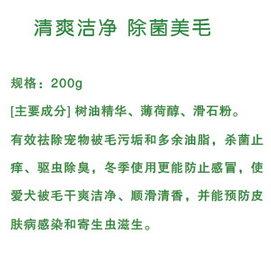 清爽洁净 除菌美毛
规格：200g
[主要成分] 树油精华、薄荷醇、滑石粉。
有效祛除宠物被毛污垢和多余油脂，杀菌止
痒、驱虫除臭，冬季使用更能防止感冒，使
爱犬被毛干爽洁净、顺滑清香，并能预防皮
肤病感染和寄生虫滋生。